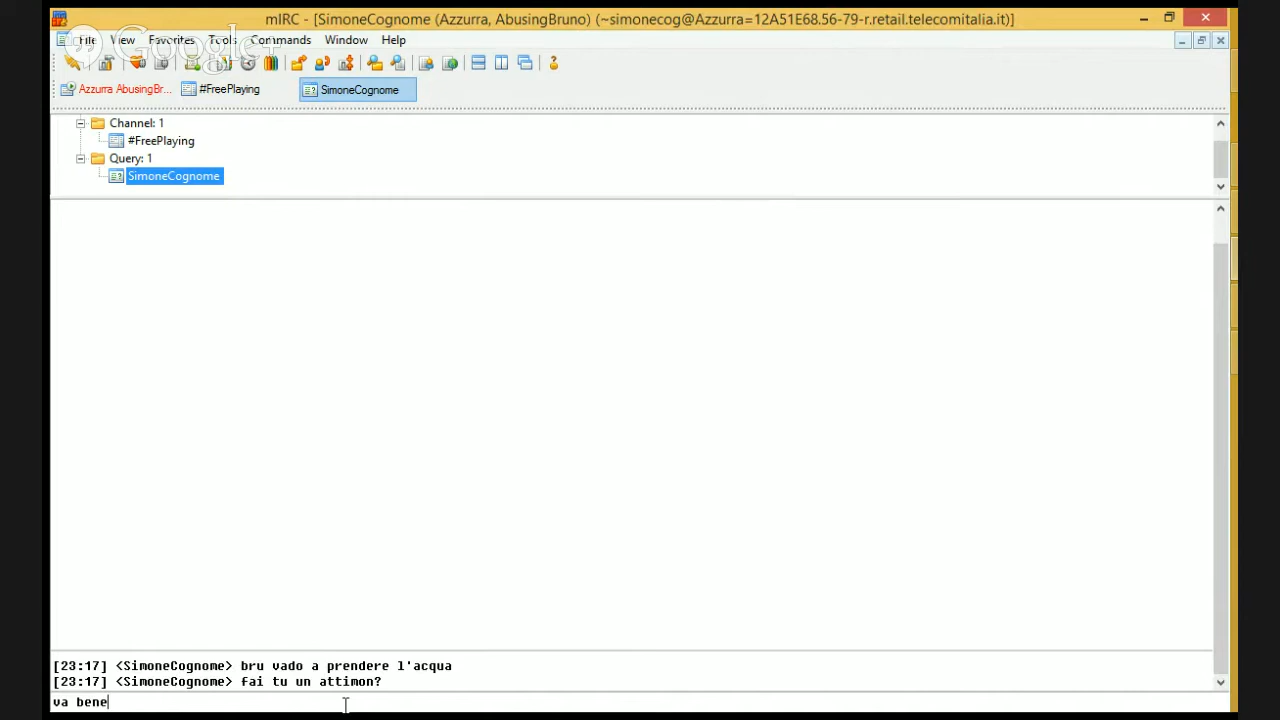 mIRC - [SimoneCognome (Azzurra, AbusingBruno) (~simonecog@Azzurra=12A51E68.56-79-r.retail.telecomitalia.it)]
File View Favorites Tools Commands Window Help
Google+
Azzurra AbusingBr... #FreePlaying SimoneCognome
Channel: 1
#FreePlaying
Query: 1
SimoneCognome
[23:17] <SimoneCognome> bru vado a prendere l'acqua
[23:17] <SimoneCognome> fai tu un attimon?
va bene